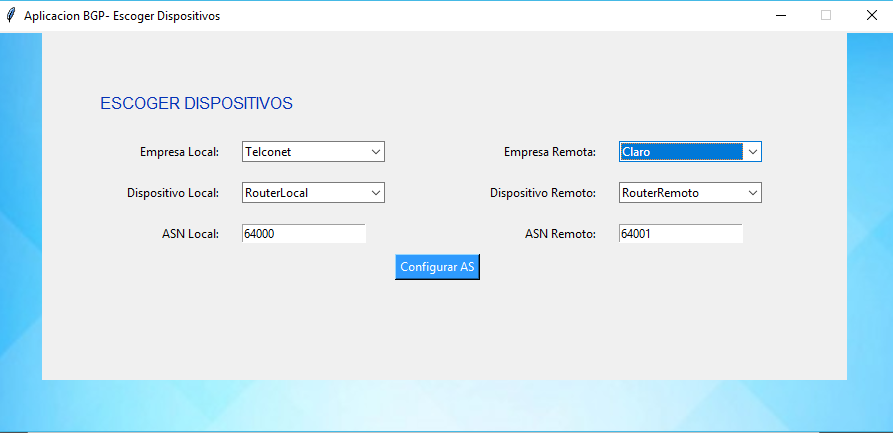 Aplicacion BGP- Escoger Dispositivos
ESCOGER DISPOSITIVOS
Empresa Local: Telconet Empresa Remota: Claro
Dispositivo Local: RouterLocal Dispositivo Remoto: RouterRemoto
ASN Local: 64000 ASN Remoto: 64001
Configurar AS